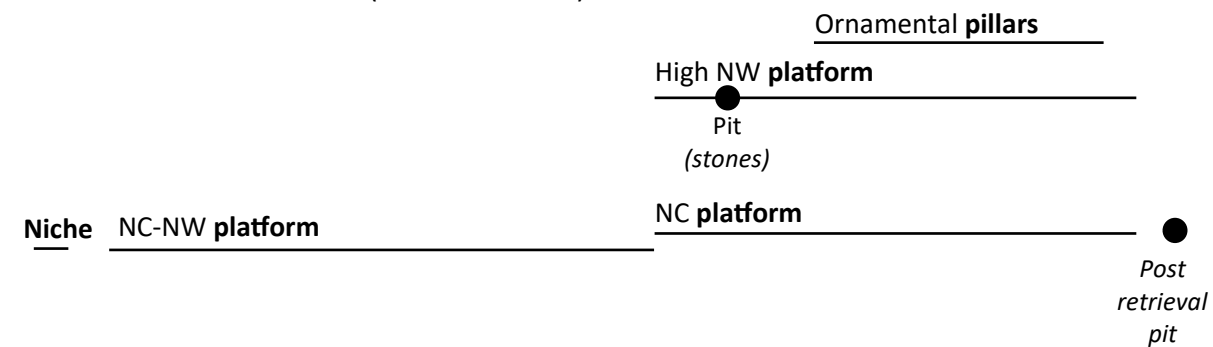 Ornamental pillars
High NW platform
Pit
(stones)
Niche NC-NW platform NC platform
Post
retrieval
pit